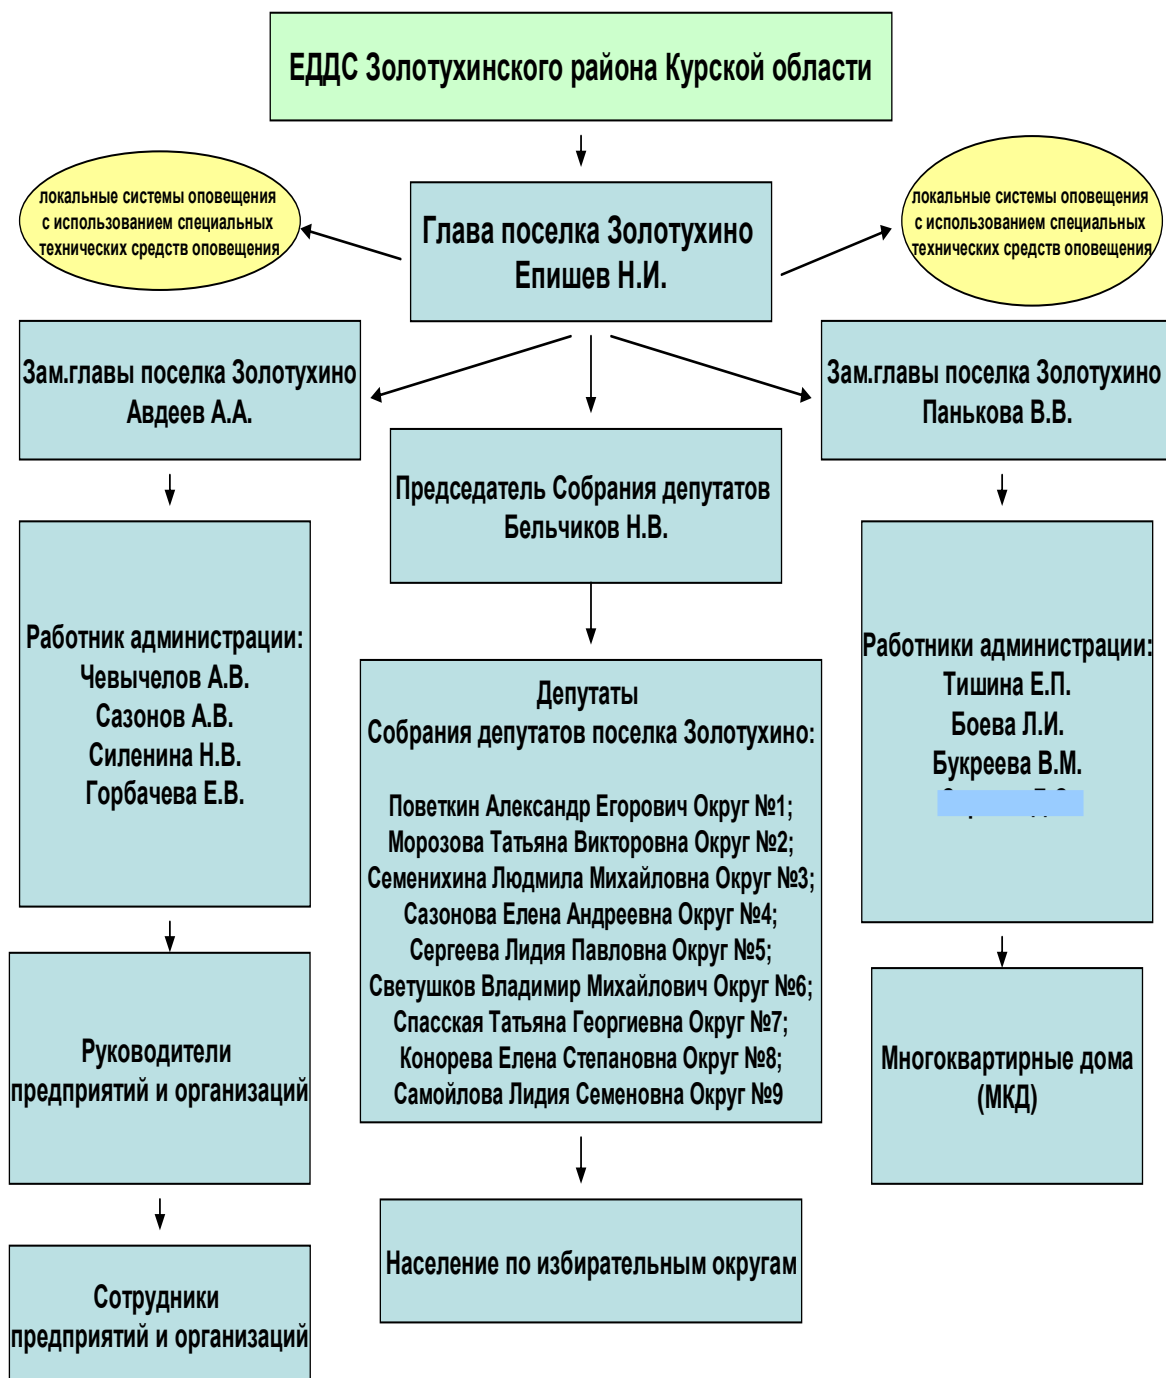 ЕДДС Золотухинского района Курской области
локальные системы оповещения
с использованием специальных
технических средств оповещения
Глава поселка Золотухино
Епишев Н.И.
локальные системы оповещения
с использованием специальных
технических средств оповещения
Зам.главы поселка Золотухино
Авдеев А.А.
Зам.главы поселка Золотухино
Панькова В.В.
Председатель Собрания депутатов
Бельчиков Н.В.
Работник администрации:
Чевычелов А.В.
Сазонов А.В.
Силенина Н.В.
Горбачева Е.В.
Депутаты
Собрания депутатов поселка Золотухино:
Поветкин Александр Егорович Округ №1;
Морозова Татьяна Викторовна Округ №2;
Семенихина Людмила Михайловна Округ №3;
Сазонова Елена Андреевна Округ №4;
Сергеева Лидия Павловна Округ №5;
Светушков Владимир Михайлович Округ №6;
Спасская Татьяна Георгиевна Округ №7;
Конорева Елена Степановна Округ №8;
Самойлова Лидия Семеновна Округ №9
Работники администрации:
Тишина Е.П.
Боева Л.И.
Букреева В.М.
Руководители
предприятий и организаций
Многоквартирные дома
(МКД)
Население по избирательным округам
Сотрудники
предприятий и организаций